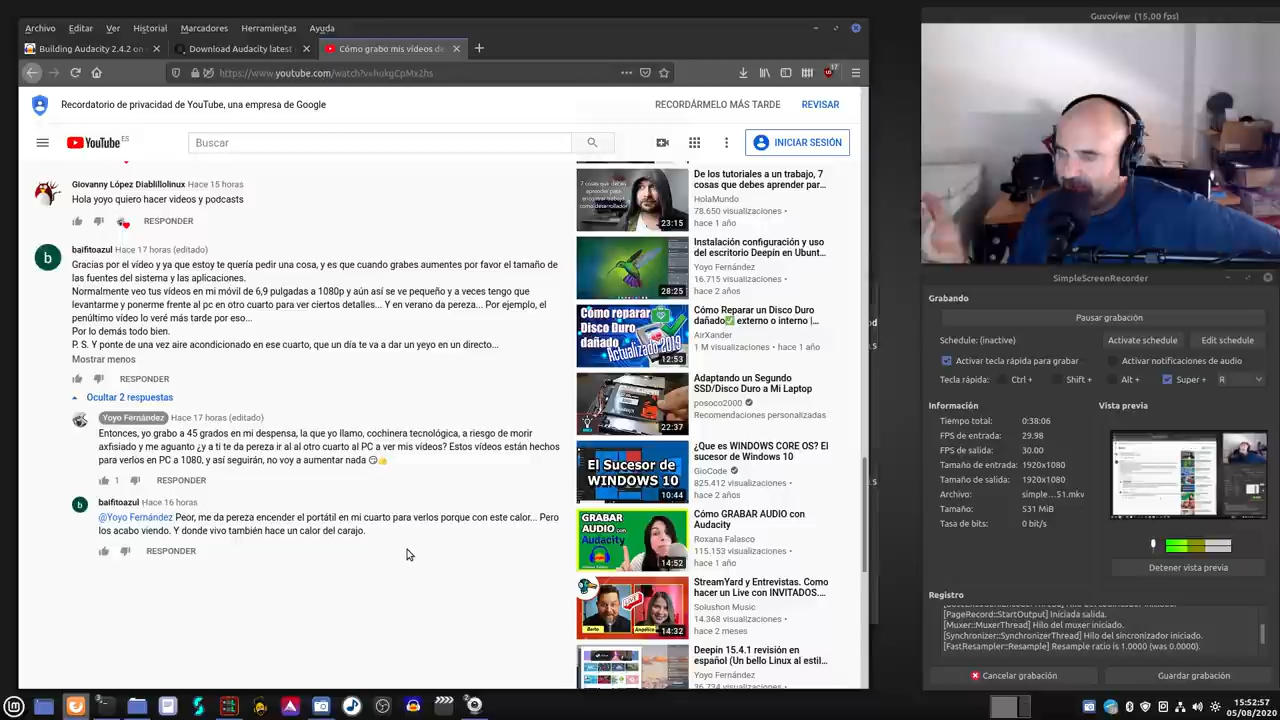 Archivo Editar Ver Historial Marcadores Herramientas Ayuda
Building Audacity 2.4.2 on
Download Audacity latest
Cómo grabo mis vídeos de
https://www.youtube.com/watch?v=hukgCpMx2hs
17
Recordatorio de privacidad de YouTube, una empresa de Google
RECORDÁRMELO MÁS TARDE
REVISAR
YouTube ES
Buscar
INICIAR SESIÓN
Giovanny López Diablillolinux Hace 15 horas
Hola yoyo quiero hacer videos y podcasts
RESPONDER
b
baifitoazul Hace 17 horas (editado)
Gracias por el vídeo y ya que estoy te quería pedir una cosa, y es que cuando grabes aumentes por favor el tamaño de
las fuentes del sistema y las aplicaciones.
Normalmente veo tus vídeos en mi móvil de 6,9 pulgadas a 1080p y aún así se ven pequeño y a veces tengo que
levantarme y ponerme frente al pc en otro cuarto para ver ciertos detalles... Y en verano da pereza... Por ejemplo, el
penúltimo vídeo lo veré más tarde por eso...
Por lo demás todo bien.
P. S. Y ponte de una vez aire acondicionado en ese cuarto, que un día te va a dar un yeyo en un directo...
Mostrar menos
RESPONDER
Ocultar 2 respuestas
Yoyo Fernández Hace 17 horas (editado)
Entonces, yo grabo a 45 grados en mi despensa, la que yo llamo, cochinera tecnológica, a riesgo de morir
axfisiado y me aguanto ¿y a ti te da pereza ir al al otro cuarto al PC a ver mis vídeos? Estos vídeos están hechos
para verlos en PC a 1080, y así seguirán, no voy a aumentar nada
1
RESPONDER
b
baifitoazul Hace 16 horas
@Yoyo Fernández Peor, me da pereza encender el portátil en mi cuarto para verlos porque con este calor... Pero
los acabo viendo. Y donde vivo también hace un calor del carajo.
RESPONDER
7 cosas que debes aprender para encontrar trabajo como desarrollador
23:15
De los tutoriales a un trabajo, 7
cosas que debes aprender par...
HolaMundo
78.650 visualizaciones •
hace 1 año
28:25
Instalación configuración y uso
del escritorio Deepin en Ubunt...
Yoyo Fernández
16.715 visualizaciones •
hace 2 años
Cómo reparar
Disco Duro
dañado
Actualizado 2019
12:53
Cómo Reparar un Disco Duro
dañado✅ externo o interno |...
AirXander
1 M visualizaciones • hace 1 año
22:37
Adaptando un Segundo
SSD/Disco Duro a Mi Laptop
posoco2000
Recomendaciones personalizadas
El Sucesor de
WINDOWS 10
10:44
¿Que es WINDOWS CORE OS? El
sucesor de Windows 10
GioCode
825.412 visualizaciones •
hace 2 años
GRABAR
AUDIO con
Audacity
14:52
Cómo GRABAR AUDIO con
Audacity
Roxana Falasco
115.153 visualizaciones •
hace 1 año
14:32
StreamYard y Entrevistas. Como
hacer un Live con INVITADOS....
Solushon Music
14.368 visualizaciones •
hace 2 meses
Deepin 15.4.1 revisión en
español (Un bello Linux al estil...
Yoyo Fernández
36.734 visualizaciones •
Guvcview (15,00 fps)
SimpleScreenRecorder
Grabando
Pausar grabación
Schedule: (inactive)
Activate schedule
Edit schedule
Activar tecla rápida para grabar
Activar notificaciones de audio
Tecla rápida:
Ctrl +
Shift +
Alt +
Super +
R
Información
Vista previa
Tiempo total: 0:38:06
FPS de entrada: 29.98
FPS de salida: 30.00
Tamaño de entrada: 1920x1080
Tamaño de salida: 1920x1080
Archivo: simple....51.mkv
Tamaño: 531 MiB
Tasa de bits: 0 bit/s
Detener vista previa
Registro
[PageRecord::StartOutput] Iniciada salida.
[Muxer::MuxerThread] Hilo del muxer iniciado.
[Synchronizer::SynchronizerThread] Hilo del sincronizador iniciado.
[FastResampler::Resample] Resample ratio is 1.0000 (was 0.0000).
Cancelar grabación
Guardar grabación
15:52:57
05/08/2020